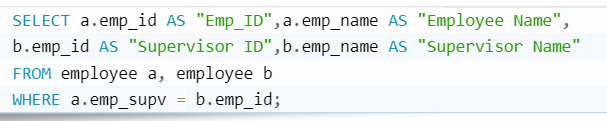 SELECT a.emp_id AS "Emp_ID",a.emp_name AS "Employee Name",
b.emp_id AS "Supervisor ID",b.emp_name AS "Supervisor Name"
FROM employee a, employee b
WHERE a.emp_supv = b.emp_id;